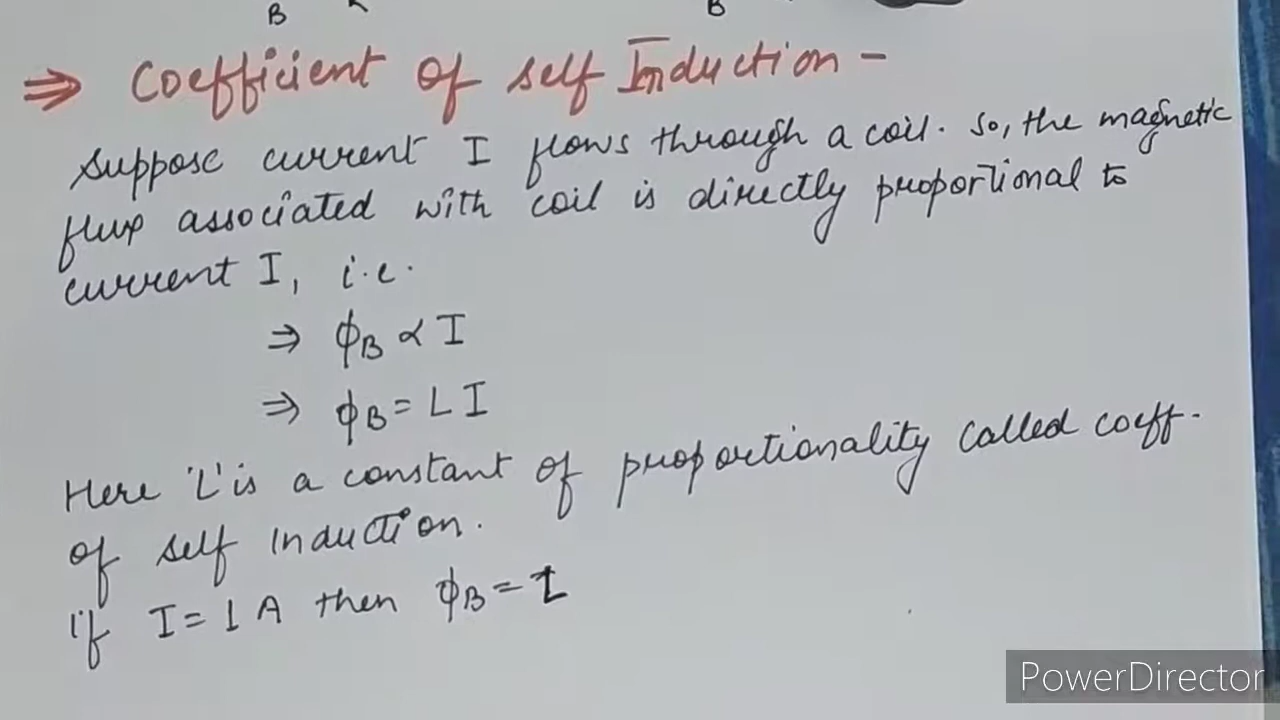 B
B
⇒ Coefficient of self Induction -
Suppose current I flows through a coil. So, the magnetic
flux associated with coil is directly proportional to
current I, i.e.
⇒ ϕB ∝ I
⇒ ϕB = L I
Here 'L' is a constant of proportionality called coeff.
of self induction.
if I = 1 A then ϕB = L
PowerDirector